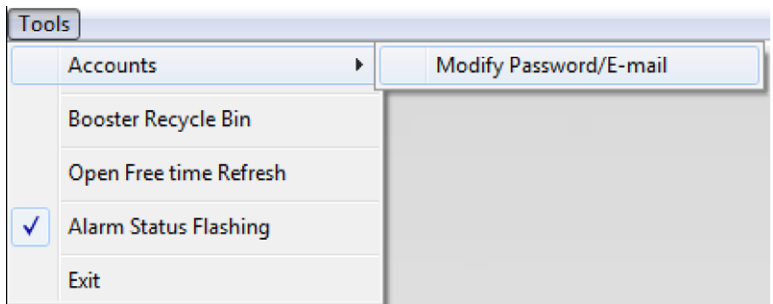 Tools
Accounts
Modify Password/E-mail
Booster Recycle Bin
Open Free time Refresh
Alarm Status Flashing
Exit